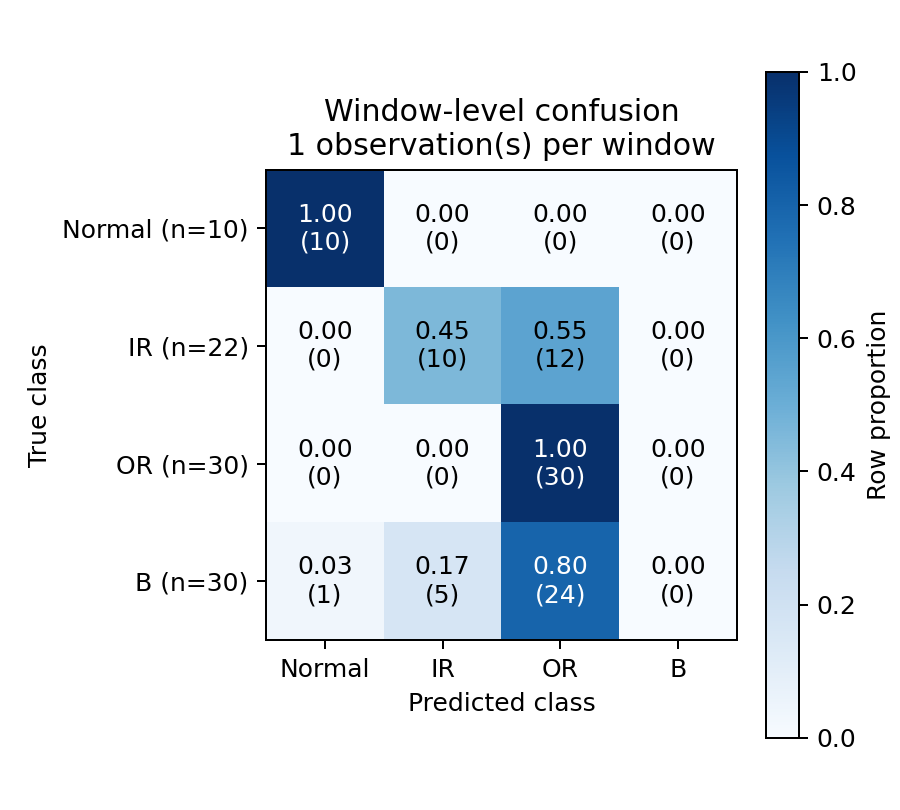 Window-level confusion
1 observation(s) per window
1.0
0.8
0.6
0.4
0.2
0.0
Row proportion
True class
Normal (n=10)
1.00 0.00 0.00 0.00
(10) (0) (0) (0)
IR (n=22)
0.00 0.45 0.55 0.00
(0) (10) (12) (0)
OR (n=30)
0.00 0.00 1.00 0.00
(0) (0) (30) (0)
B (n=30)
0.03 0.17 0.80 0.00
(1) (5) (24) (0)
Normal IR OR B
Predicted class